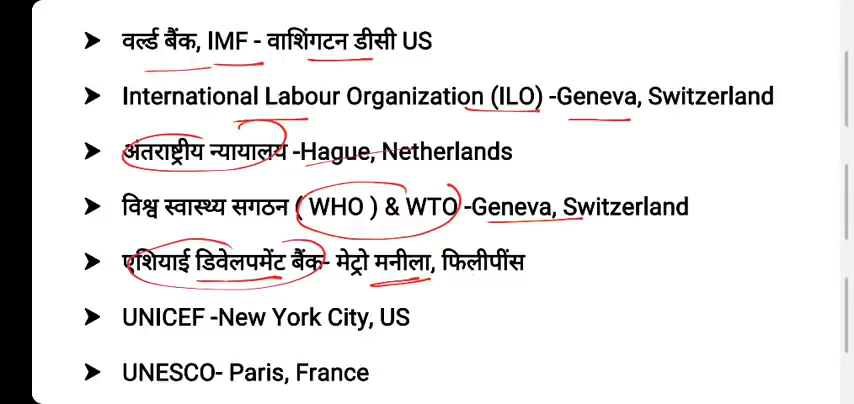 ➤ वर्ल्ड बैंक, IMF - वाशिंगटन डीसी US
➤ International Labour Organization (ILO) -Geneva, Switzerland
➤ अंतराष्ट्रीय न्यायालय -Hague, Netherlands
➤ विश्व स्वास्थ्य सगठन ( WHO ) & WTO -Geneva, Switzerland
➤ एशियाई डिवेलपमेंट बैंक- मेट्रो मनीला, फिलीपींस
➤ UNICEF -New York City, US
➤ UNESCO- Paris, France